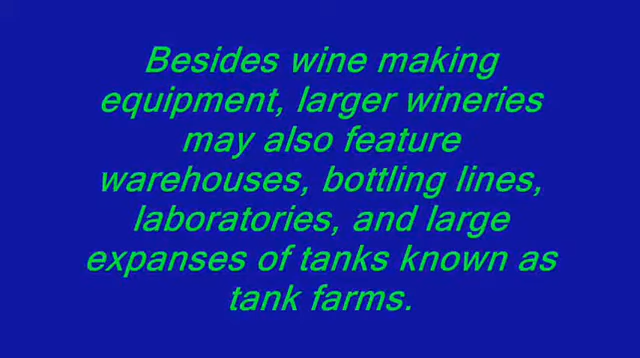 Besides wine making
equipment, larger wineries
may also feature
warehouses, bottling lines,
laboratories, and large
expanses of tanks known as
tank farms.